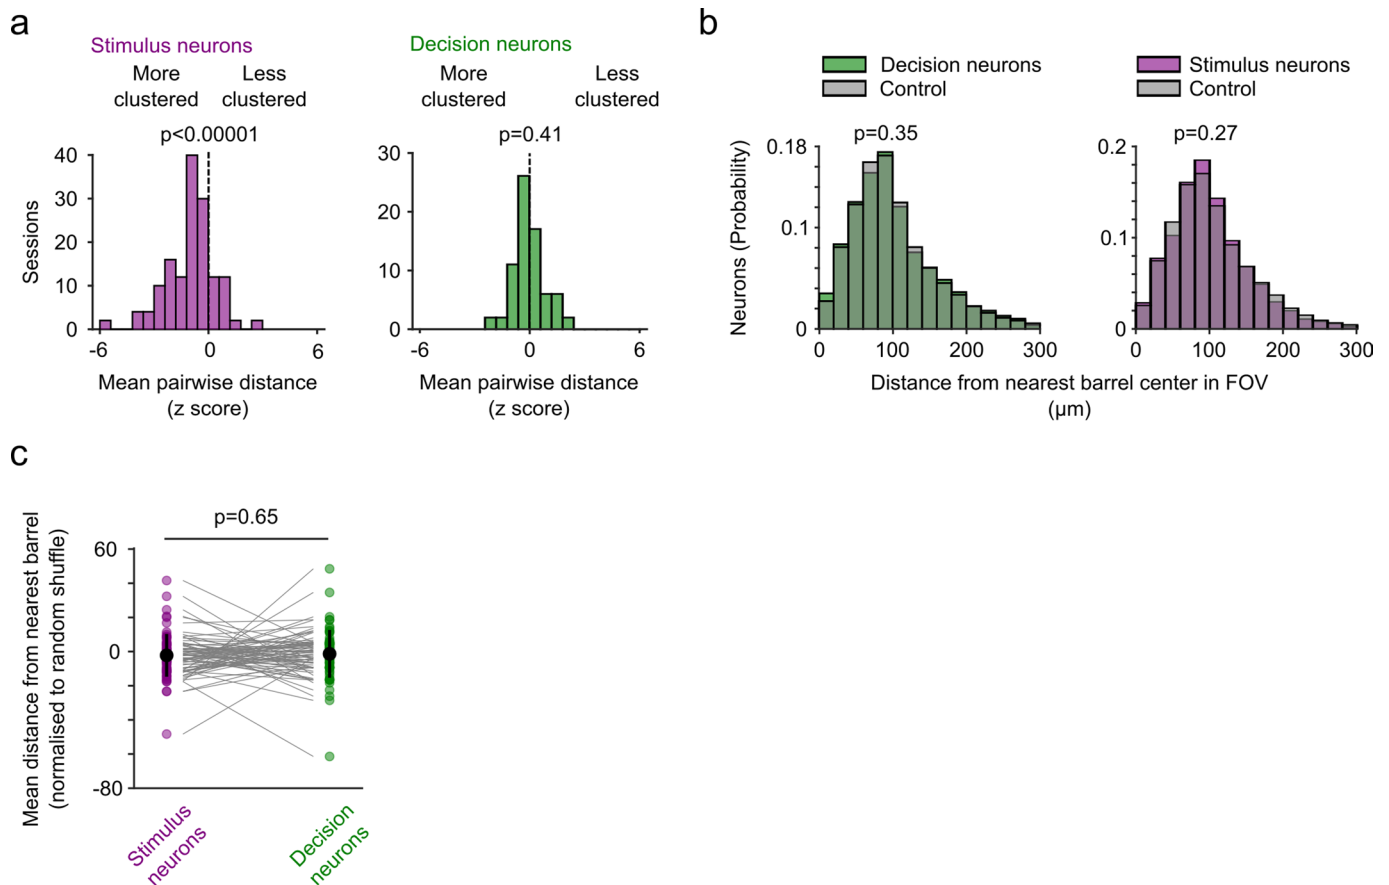 a
Stimulus neurons
More clustered
Less clustered
p<0.00001
40
30
20
10
0
Sessions
-6
0
6
Mean pairwise distance
(z score)
Decision neurons
More clustered
Less clustered
p=0.41
30
20
10
0
-6
0
6
Mean pairwise distance
(z score)
b
Decision neurons
Control
p=0.35
0.18
0.1
0
Neurons (Probability)
0
100
200
300
Stimulus neurons
Control
p=0.27
0.2
0.1
0
0
100
200
300
Distance from nearest barrel center in FOV
(μm)
c
p=0.65
60
0
-80
Mean distance from nearest barrel
(normalised to random shuffle)
Stimulus
neurons
Decision
neurons